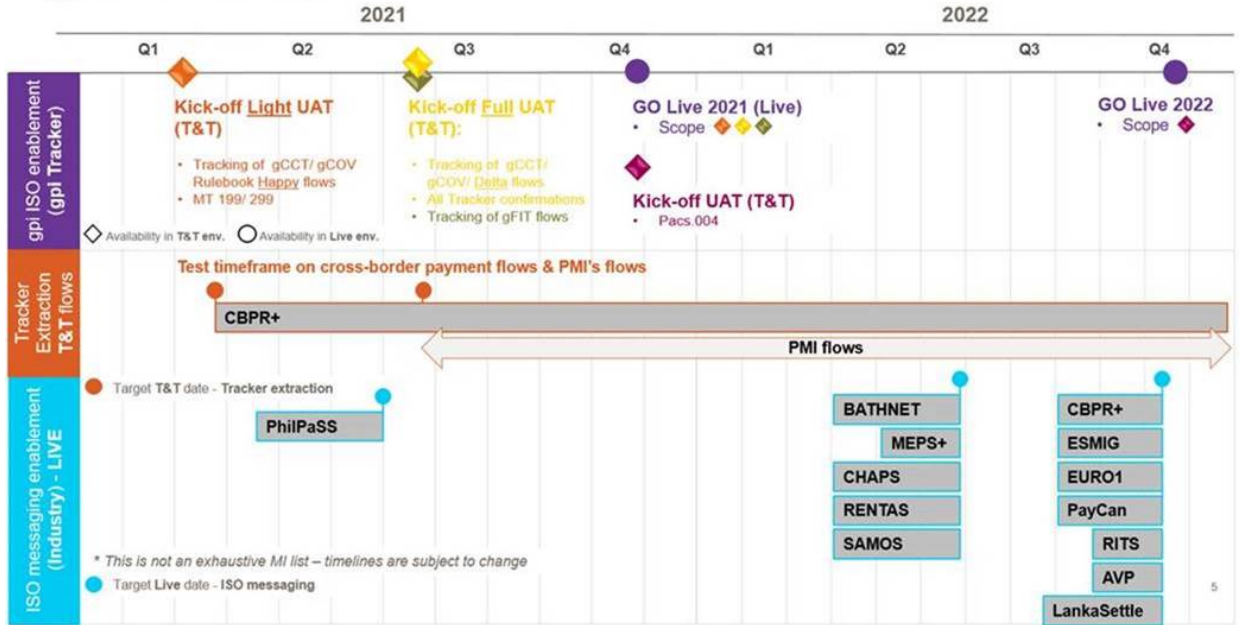 2021
2022
Q1
Q2
Q3
Q4
Q1
Q2
Q3
Q4
gpi ISO enablement
(gpi Tracker)
Kick-off Light UAT
(T&T)
• Tracking of gCCT/ gCOV
Rulebook Happy flows
• MT 199/ 299
Kick-off Full UAT
(T&T):
• Tracking of gCCT/
gCOV/ Delta flows
• All Tracker confirmations
• Tracking of gFIT flows
GO Live 2021 (Live)
• Scope
Kick-off UAT (T&T)
• Pacs.004
GO Live 2022
• Scope
Availability in T&T env.
Availability in Live env.
Tracker
Extraction
T&T flows
Test timeframe on cross-border payment flows & PMI's flows
CBPR+
PMI flows
ISO messaging enablement
(Industry) - LIVE
Target T&T date - Tracker extraction
PhilPaSS
BATHNET
MEPS+
CHAPS
RENTAS
SAMOS
CBPR+
ESMIG
EURO1
PayCan
RITS
AVP
LankaSettle
* This is not an exhaustive MI list – timelines are subject to change
Target Live date - ISO messaging
5